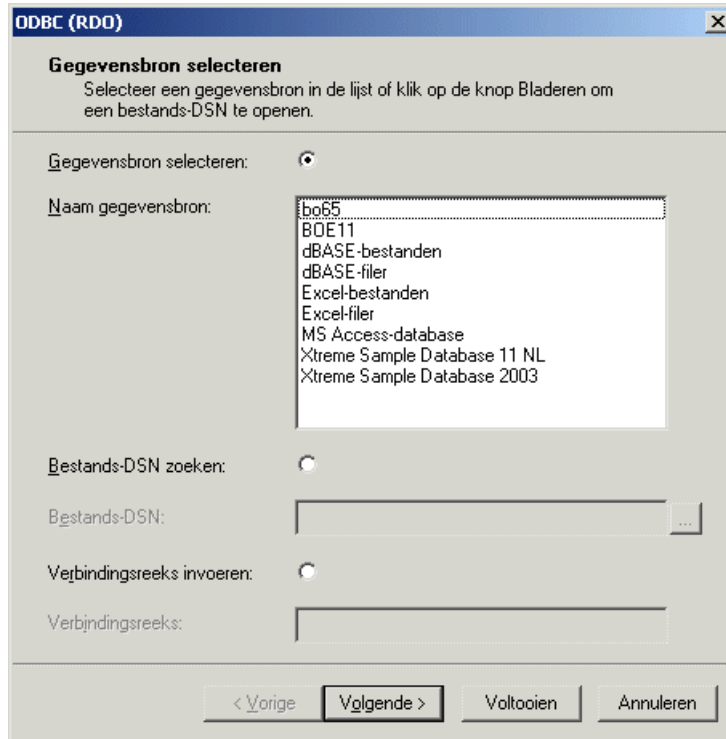 ODBC (RDO)
Gegevensbron selecteren
Selecteer een gegevensbron in de lijst of klik op de knop Bladeren om
een bestands-DSN te openen.
Gegevensbron selecteren:
Naam gegevensbron:
bo65
BOE11
dBASE-bestanden
dBASE-filer
Excel-bestanden
Excel-filer
MS Access-database
Xtreme Sample Database 11 NL
Xtreme Sample Database 2003
Bestands-DSN zoeken:
Bestands-DSN:
...
Verbindingsreeks invoeren:
Verbindingsreeks:
< Vorige
Volgende >
Voltooien
Annuleren